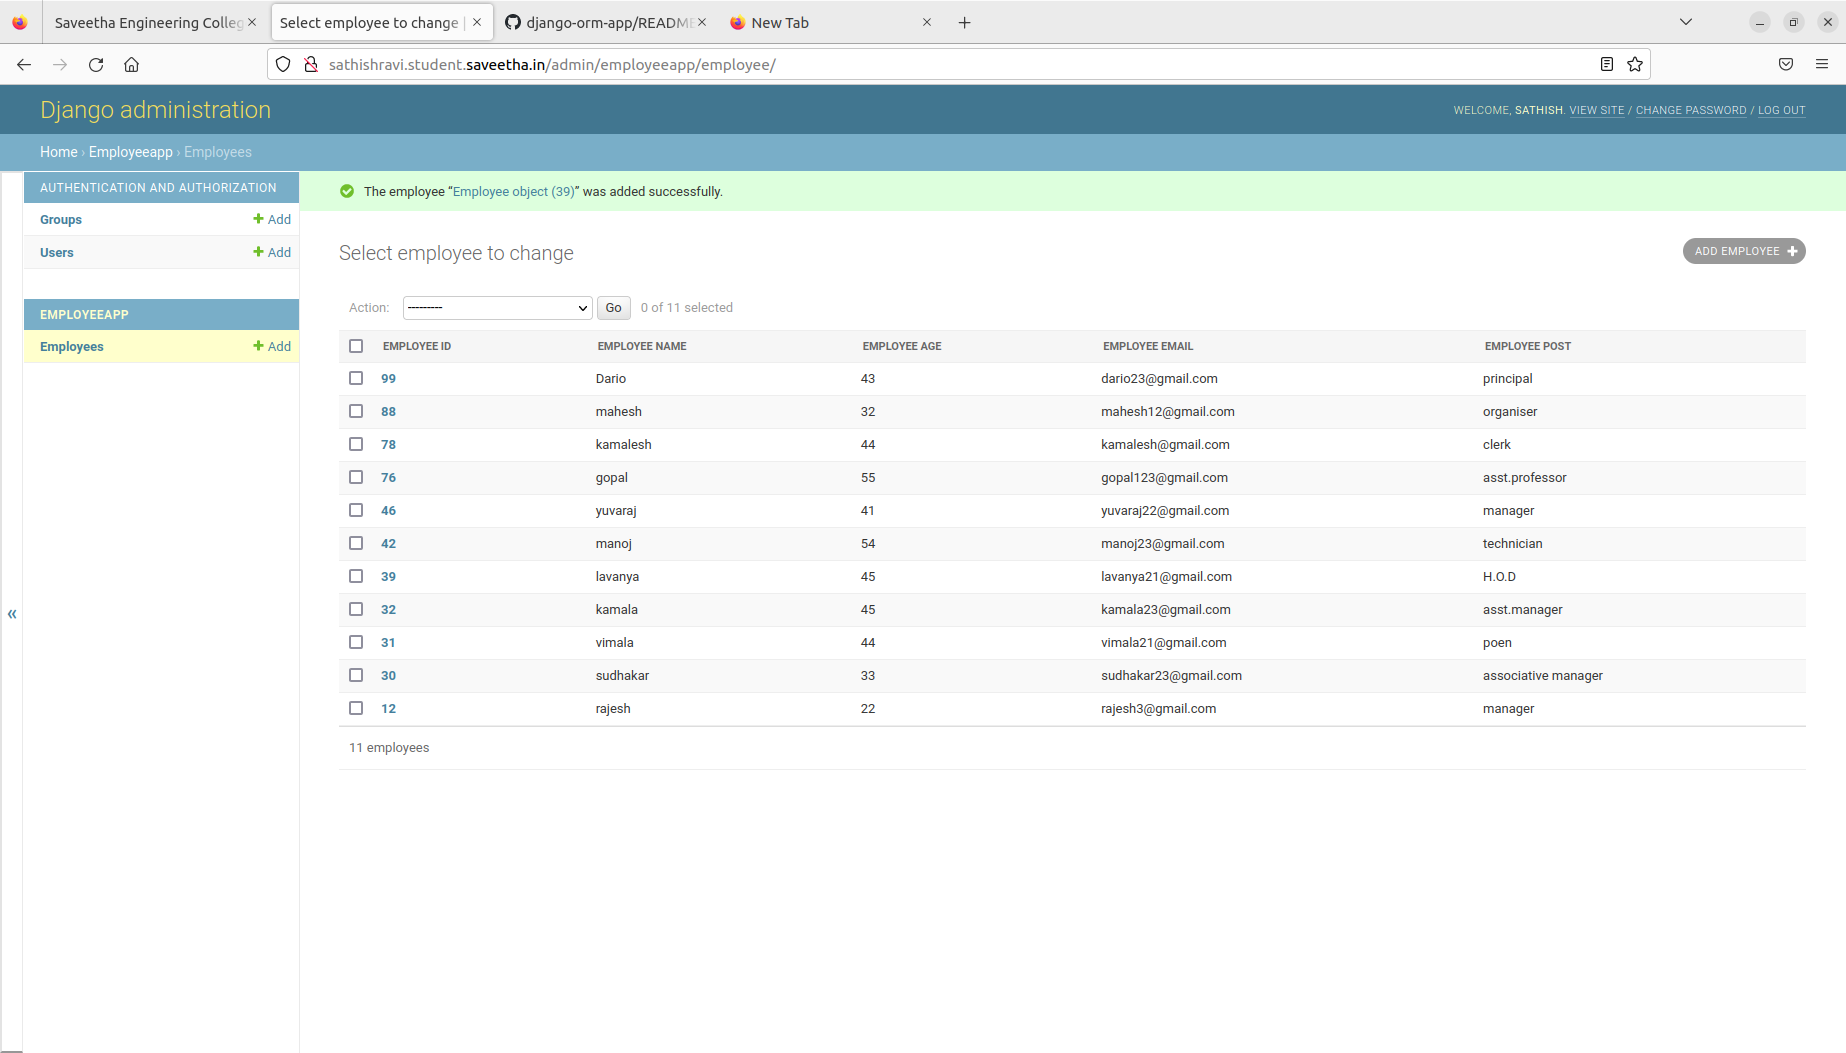 Saveetha Engineering Colleg
Select employee to change |
django-orm-app/README
New Tab
sathishravi.student.saveetha.in/admin/employeeapp/employee/
Django administration
WELCOME, SATHISH. VIEW SITE / CHANGE PASSWORD / LOG OUT
Home › Employeeapp › Employees
AUTHENTICATION AND AUTHORIZATION
Groups + Add
Users + Add
EMPLOYEEAPP
Employees + Add
«
The employee “Employee object (39)” was added successfully.
Select employee to change
ADD EMPLOYEE +
Action: --------- Go 0 of 11 selected
EMPLOYEE ID EMPLOYEE NAME EMPLOYEE AGE EMPLOYEE EMAIL EMPLOYEE POST
99 Dario 43 dario23@gmail.com principal
88 mahesh 32 mahesh12@gmail.com organiser
78 kamalesh 44 kamalesh@gmail.com clerk
76 gopal 55 gopal123@gmail.com asst.professor
46 yuvaraj 41 yuvaraj22@gmail.com manager
42 manoj 54 manoj23@gmail.com technician
39 lavanya 45 lavanya21@gmail.com H.O.D
32 kamala 45 kamala23@gmail.com asst.manager
31 vimala 44 vimala21@gmail.com poen
30 sudhakar 33 sudhakar23@gmail.com associative manager
12 rajesh 22 rajesh3@gmail.com manager
11 employees